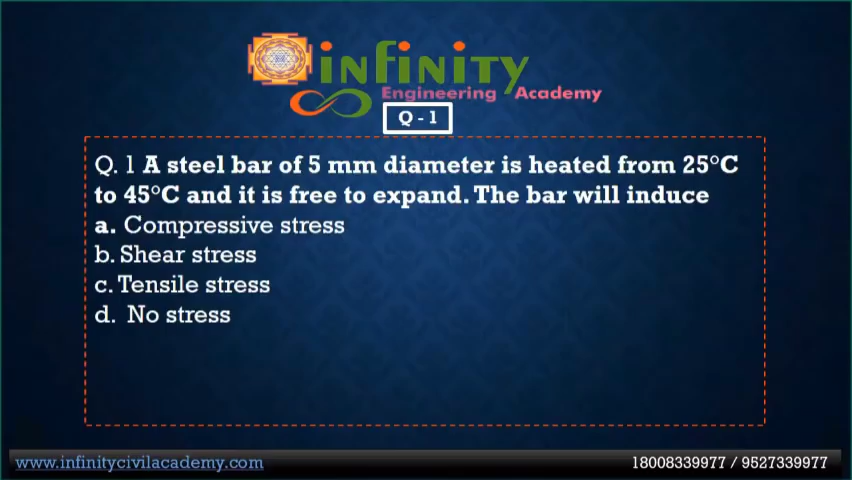 infinity
Engineering Academy
Q - 1
Q. 1 A steel bar of 5 mm diameter is heated from 25°C
to 45°C and it is free to expand. The bar will induce
a. Compressive stress
b. Shear stress
c. Tensile stress
d. No stress
www.infinitycivilacademy.com
18008339977 / 9527339977